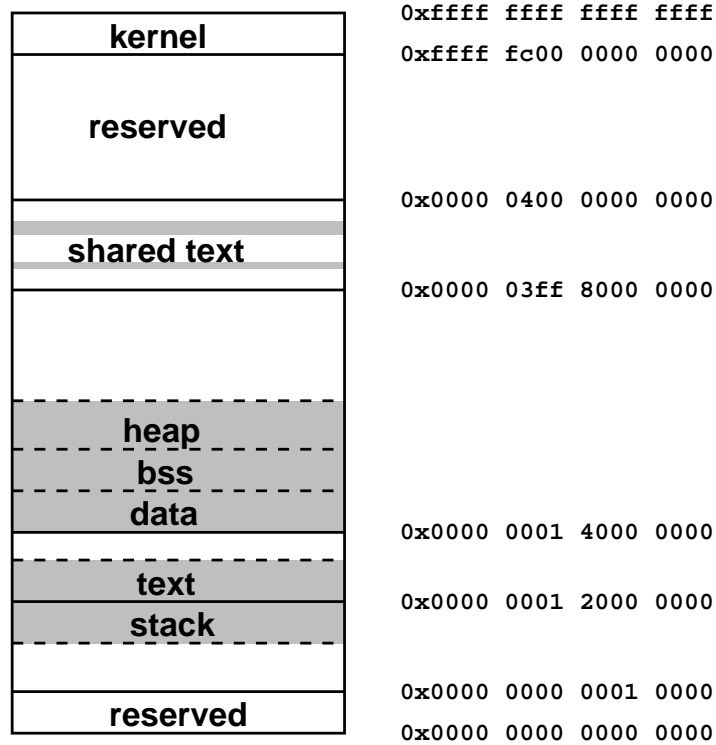 0xffff ffff ffff ffff
kernel
0xffff fc00 0000 0000
reserved
0x0000 0400 0000 0000
shared text
0x0000 03ff 8000 0000
heap
bss
data
0x0000 0001 4000 0000
text
0x0000 0001 2000 0000
stack
0x0000 0000 0001 0000
reserved
0x0000 0000 0000 0000